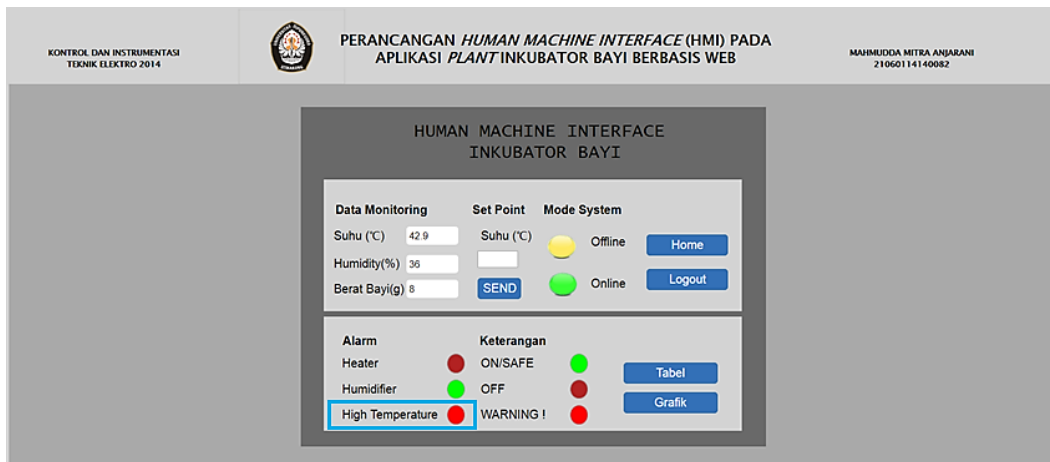 KONTROL DAN INSTRUMENTASI
TEKNIK ELEKTRO 2014
PERANCANGAN HUMAN MACHINE INTERFACE (HMI) PADA
APLIKASI PLANT INKUBATOR BAYI BERBASIS WEB
MAHMUDDA MITRA ANJARANI
21060114140082
HUMAN MACHINE INTERFACE
INKUBATOR BAYI
Data Monitoring
Suhu (℃) 42.9
Humidity(%) 36
Berat Bayi(g) 8
Set Point
Suhu (℃)
SEND
Mode System
Offline
Online
Home
Logout
Alarm
Heater
Humidifier
High Temperature
Keterangan
ON/SAFE
OFF
WARNING !
Tabel
Grafik